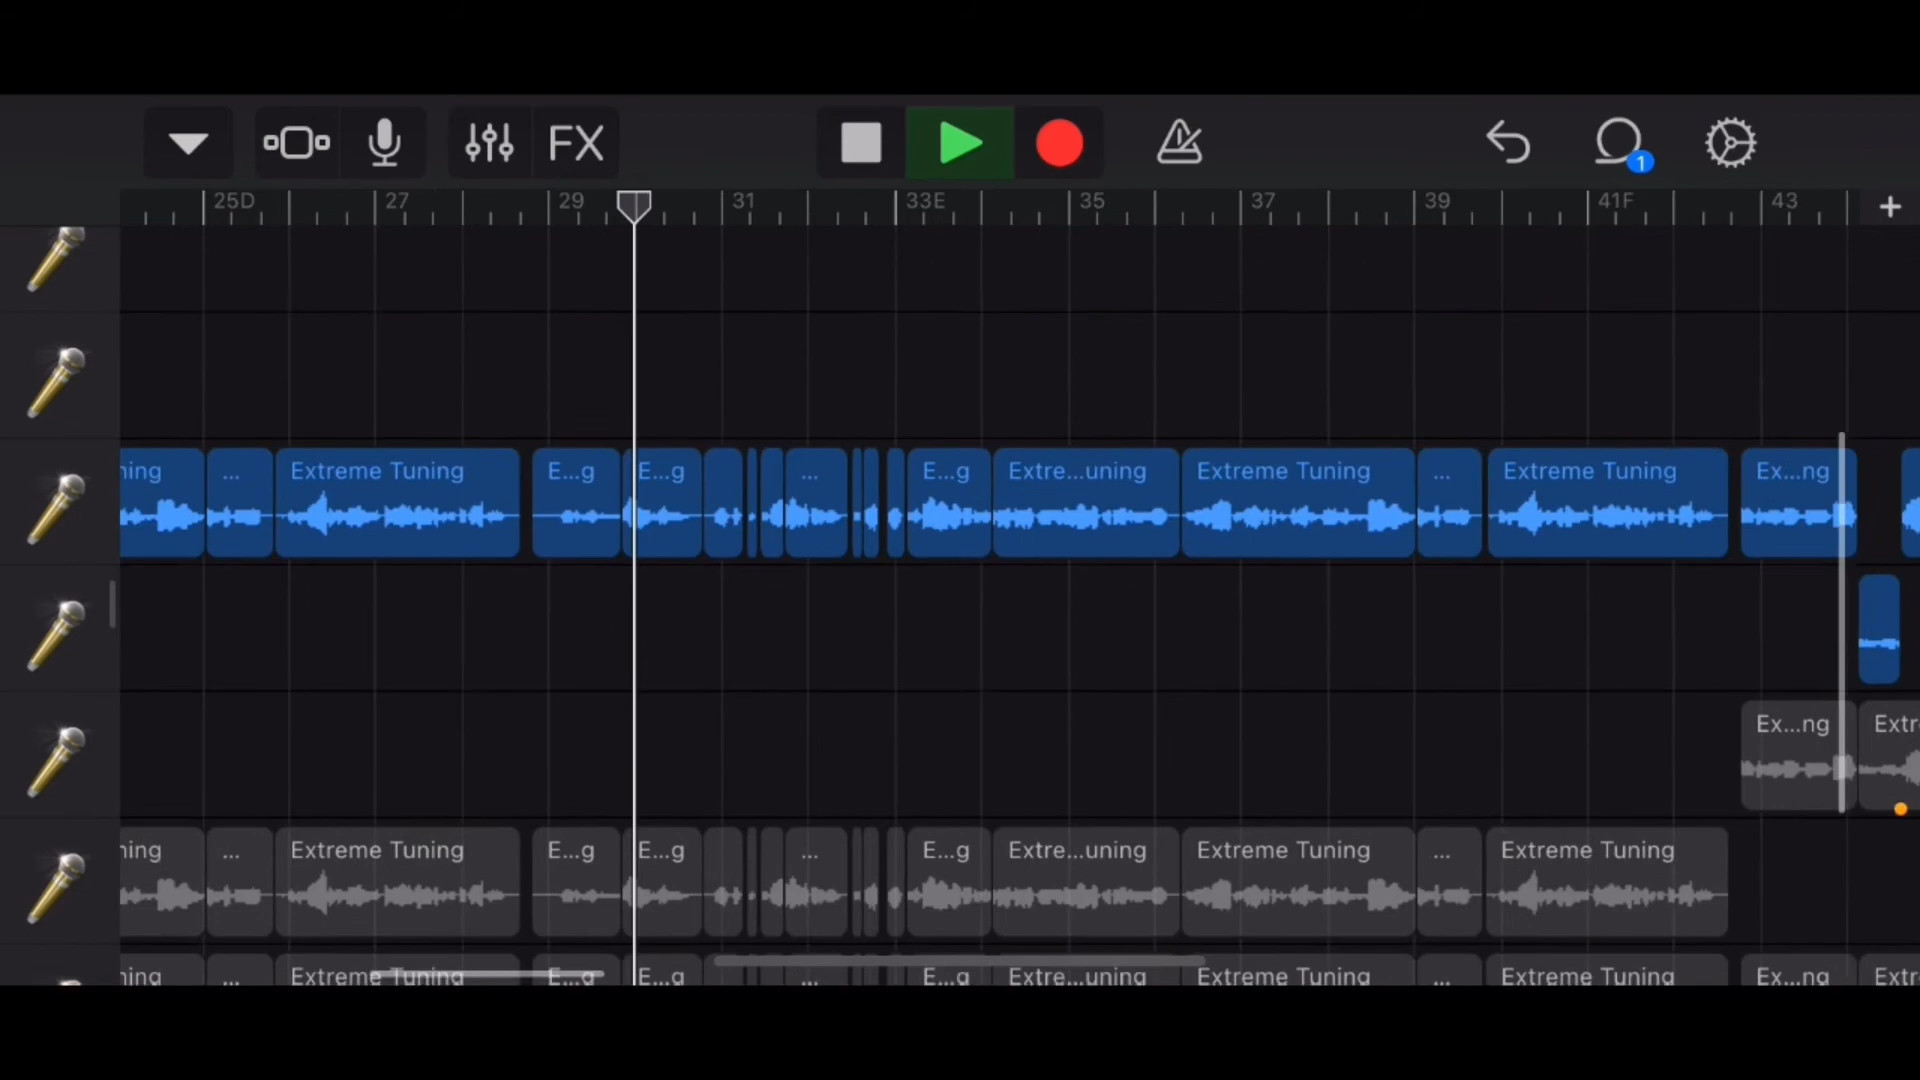 FX
1
25D 27 29 31 33E 35 37 39 41F 43 +
ning ... Extreme Tuning E...g E...g ... E...g Extre...uning Extreme Tuning ... Extreme Tuning Ex...ng
Ex...ng Extr
ning ... Extreme Tuning E...g E...g ... E...g Extre...uning Extreme Tuning ... Extreme Tuning
ning ... Extreme Tuning E...g E...g ... E...g Extre...uning Extreme Tuning ... Extreme Tuning Ex...ng Extr